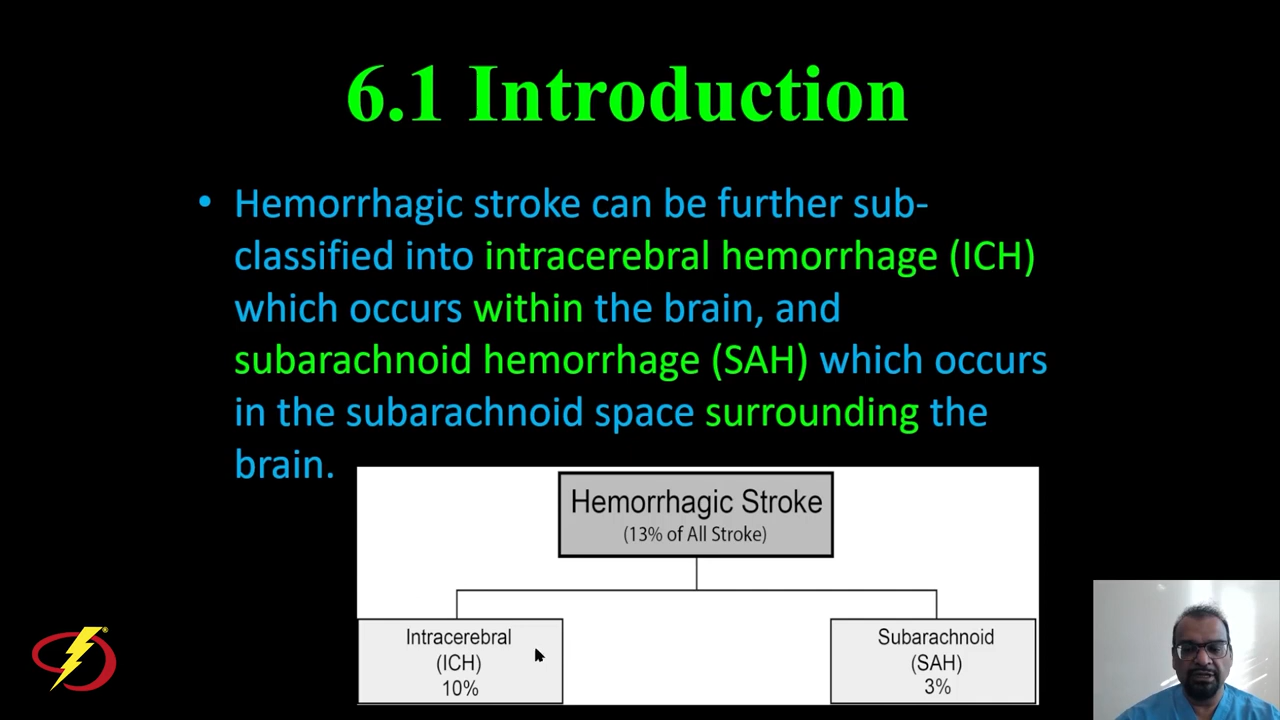 6.1 Introduction
• Hemorrhagic stroke can be further sub-
classified into intracerebral hemorrhage (ICH)
which occurs within the brain, and
subarachnoid hemorrhage (SAH) which occurs
in the subarachnoid space surrounding the
brain.
Hemorrhagic Stroke
(13% of All Stroke)
Intracerebral
(ICH)
10%
Subarachnoid
(SAH)
3%
®